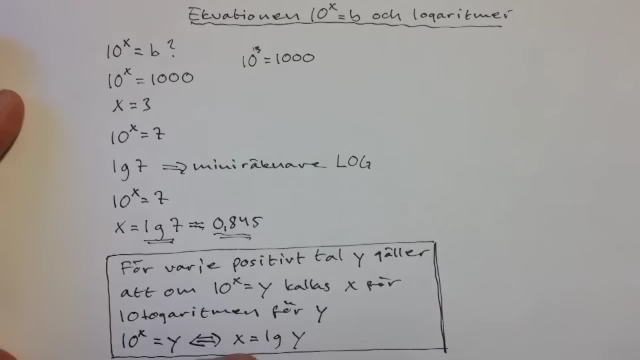 Ekvationen 10^x = b och logaritmer
10^x = b ?
10^3 = 1000
10^x = 1000
x = 3
10^x = 7
lg 7 => miniräknare LOG
10^x = 7
x = lg 7 ≈ 0,845
För varje positivt tal y gäller
att om 10^x = y kallas x för
10logaritmen för y
10^x = y <=> x = lg y